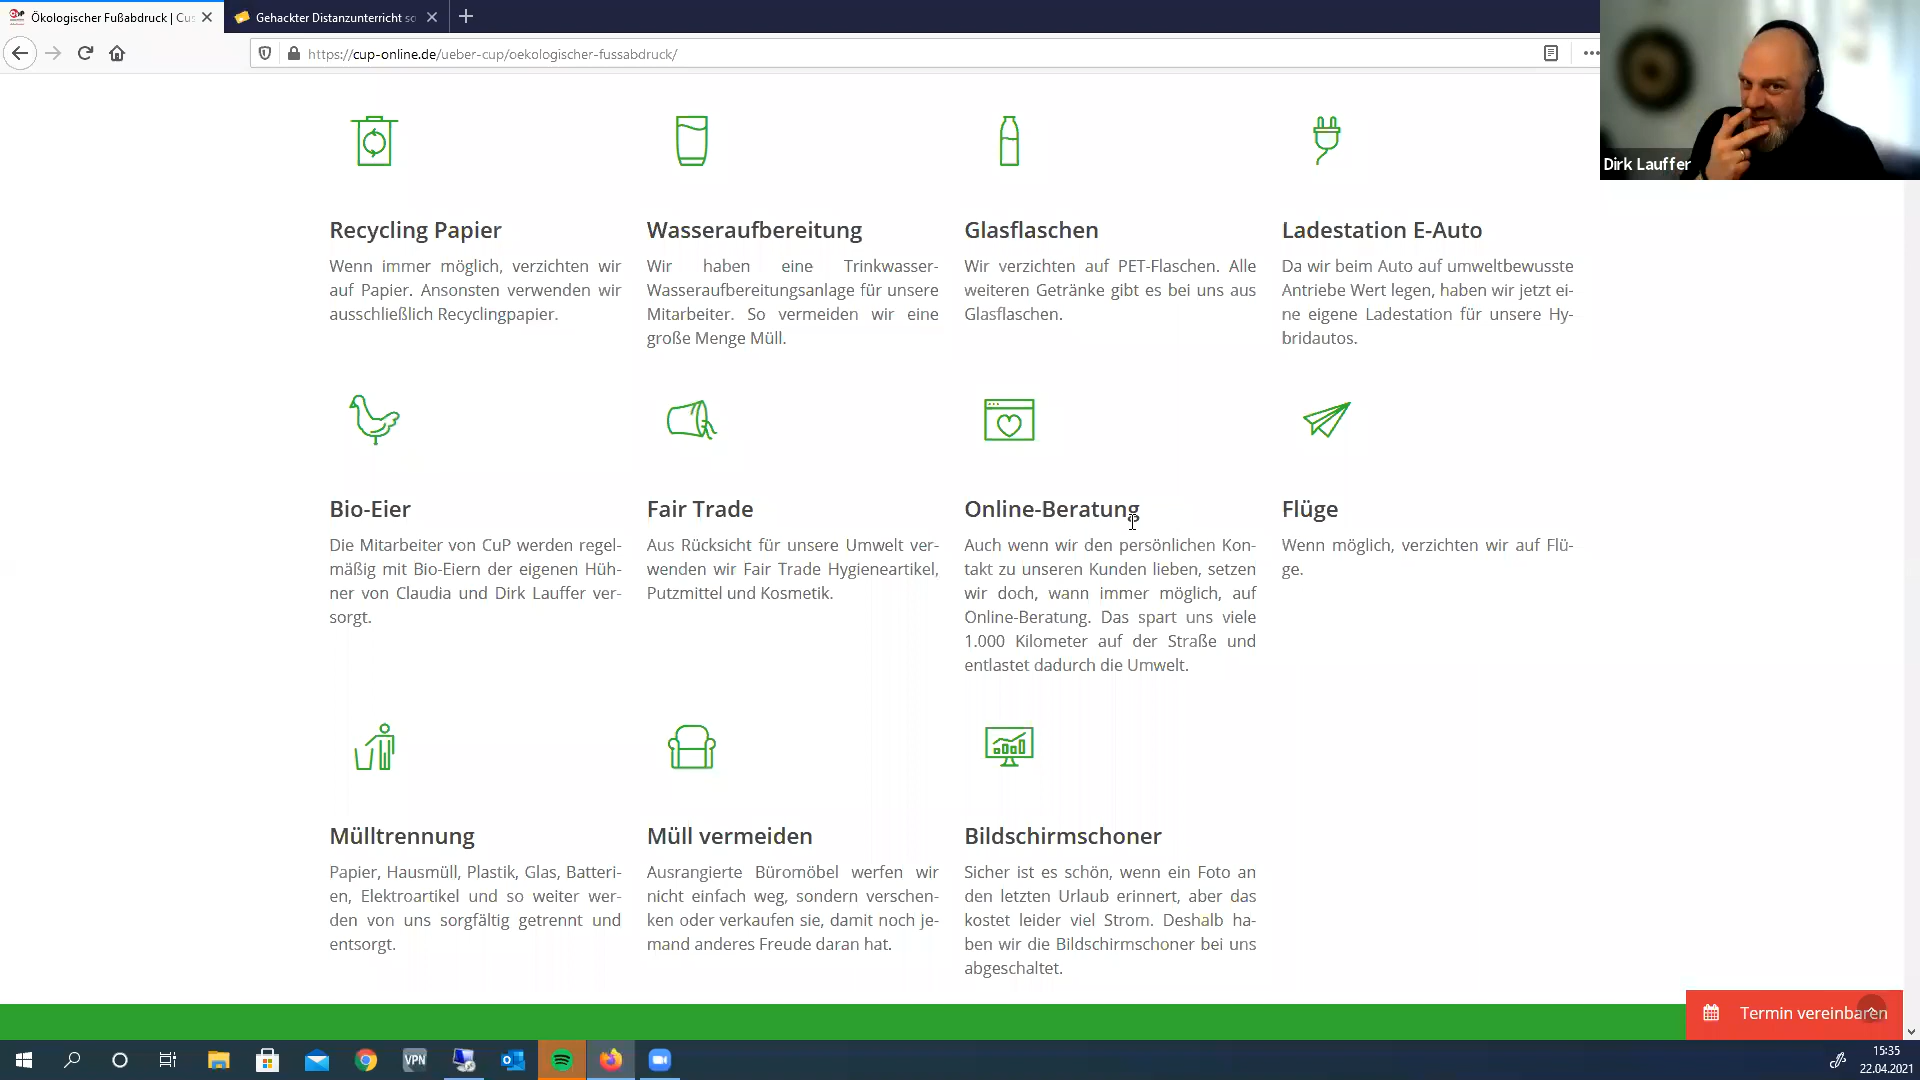 Ökologischer Fußabdruck | Cus
Gehackter Distanzunterricht so
https://cup-online.de/ueber-cup/oekologischer-fussabdruck/
Dirk Lauffer
Recycling Papier
Wenn immer möglich, verzichten wir
auf Papier. Ansonsten verwenden wir
ausschließlich Recyclingpapier.
Wasseraufbereitung
Wir haben eine Trinkwasser-
Wasseraufbereitungsanlage für unsere
Mitarbeiter. So vermeiden wir eine
große Menge Müll.
Glasflaschen
Wir verzichten auf PET-Flaschen. Alle
weiteren Getränke gibt es bei uns aus
Glasflaschen.
Ladestation E-Auto
Da wir beim Auto auf umweltbewusste
Antriebe Wert legen, haben wir jetzt ei-
ne eigene Ladestation für unsere Hy-
bridautos.
Bio-Eier
Die Mitarbeiter von CuP werden regel-
mäßig mit Bio-Eiern der eigenen Hüh-
ner von Claudia und Dirk Lauffer ver-
sorgt.
Fair Trade
Aus Rücksicht für unsere Umwelt ver-
wenden wir Fair Trade Hygieneartikel,
Putzmittel und Kosmetik.
Online-Beratung
Auch wenn wir den persönlichen Kon-
takt zu unseren Kunden lieben, setzen
wir doch, wann immer möglich, auf
Online-Beratung. Das spart uns viele
1.000 Kilometer auf der Straße und
entlastet dadurch die Umwelt.
Flüge
Wenn möglich, verzichten wir auf Flü-
ge.
Mülltrennung
Papier, Hausmüll, Plastik, Glas, Batteri-
en, Elektroartikel und so weiter wer-
den von uns sorgfältig getrennt und
entsorgt.
Müll vermeiden
Ausrangierte Büromöbel werfen wir
nicht einfach weg, sondern verschen-
ken oder verkaufen sie, damit noch je-
mand anderes Freude daran hat.
Bildschirmschoner
Sicher ist es schön, wenn ein Foto an
den letzten Urlaub erinnert, aber das
kostet leider viel Strom. Deshalb ha-
ben wir die Bildschirmschoner bei uns
abgeschaltet.
Termin vereinbaren
VPN
15:35
22.04.2021